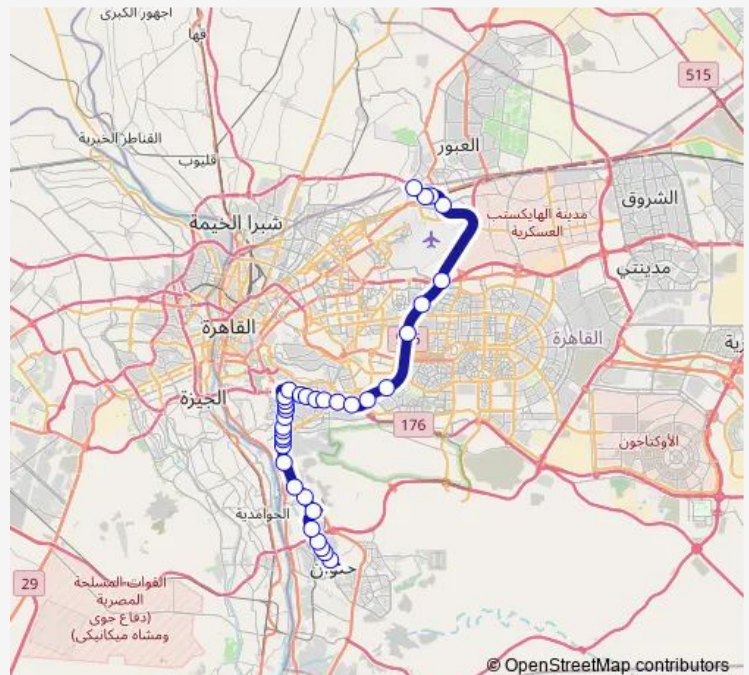 اجهور الكبرى
قها
515
القناطر الخيرية
العبور
قليوب
شبرا الخيمة
الشروق
مدينة الهايكستب
العسكرية
مدينتي
القاهرة
القاهرة
الجيزة
176
الأوكتاجون
الحوامدية
حلوان
29
القوات المسلحة
المصرية
(دفاع جوى
ومشاه ميكانيكى)
© OpenStreetMap contributors